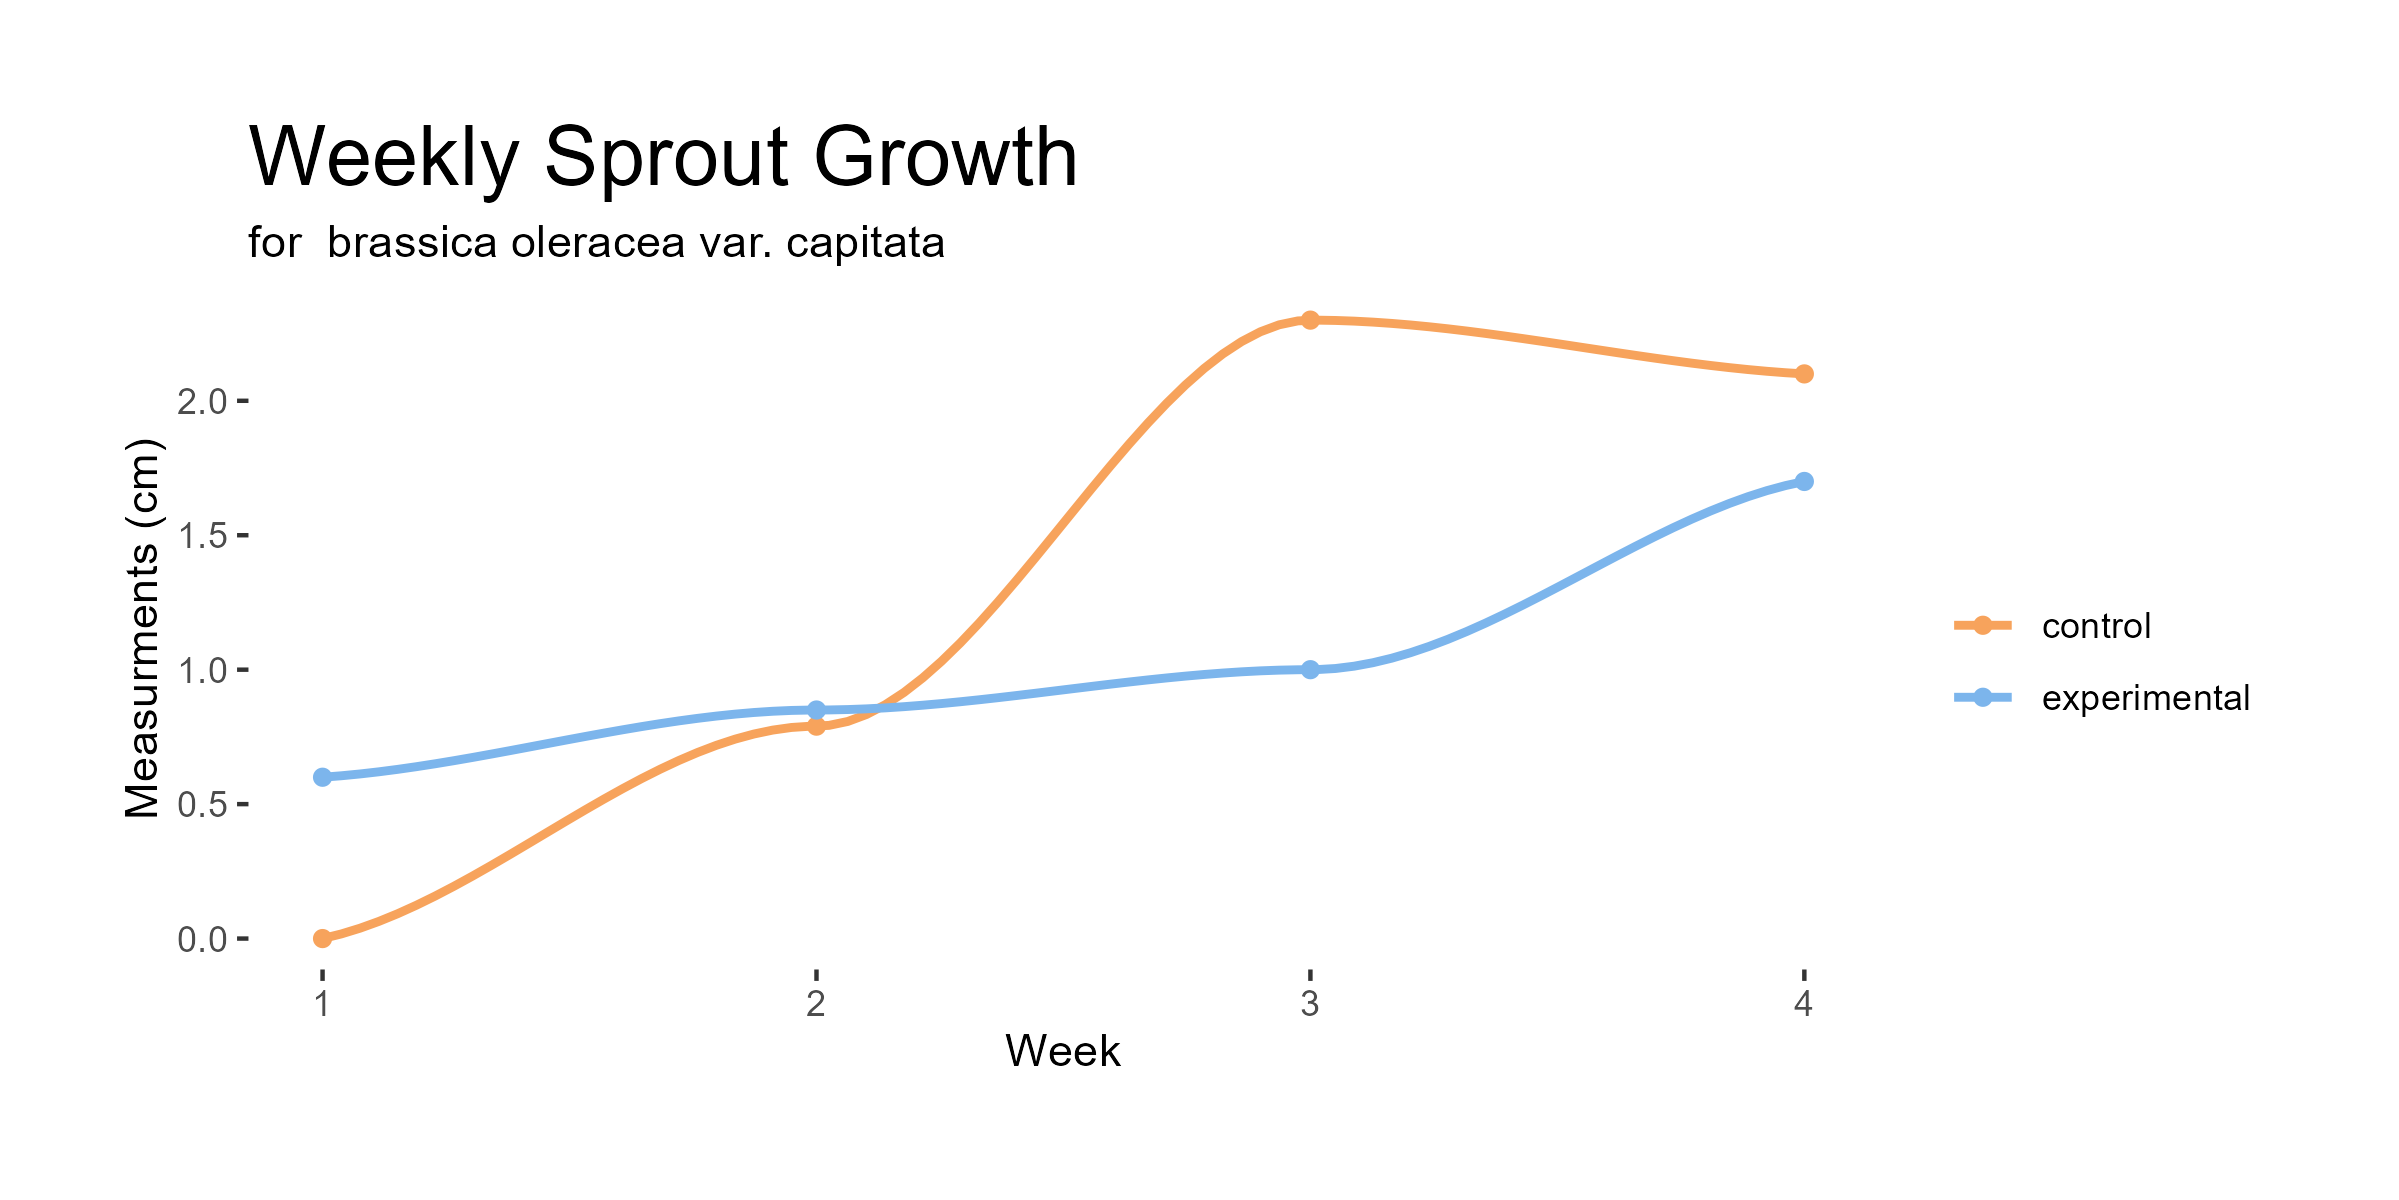 Weekly Sprout Growth
for  brassica oleracea var. capitata
Measurments (cm)
2.0
1.5
1.0
0.5
0.0
1
2
3
4
Week
control
experimental